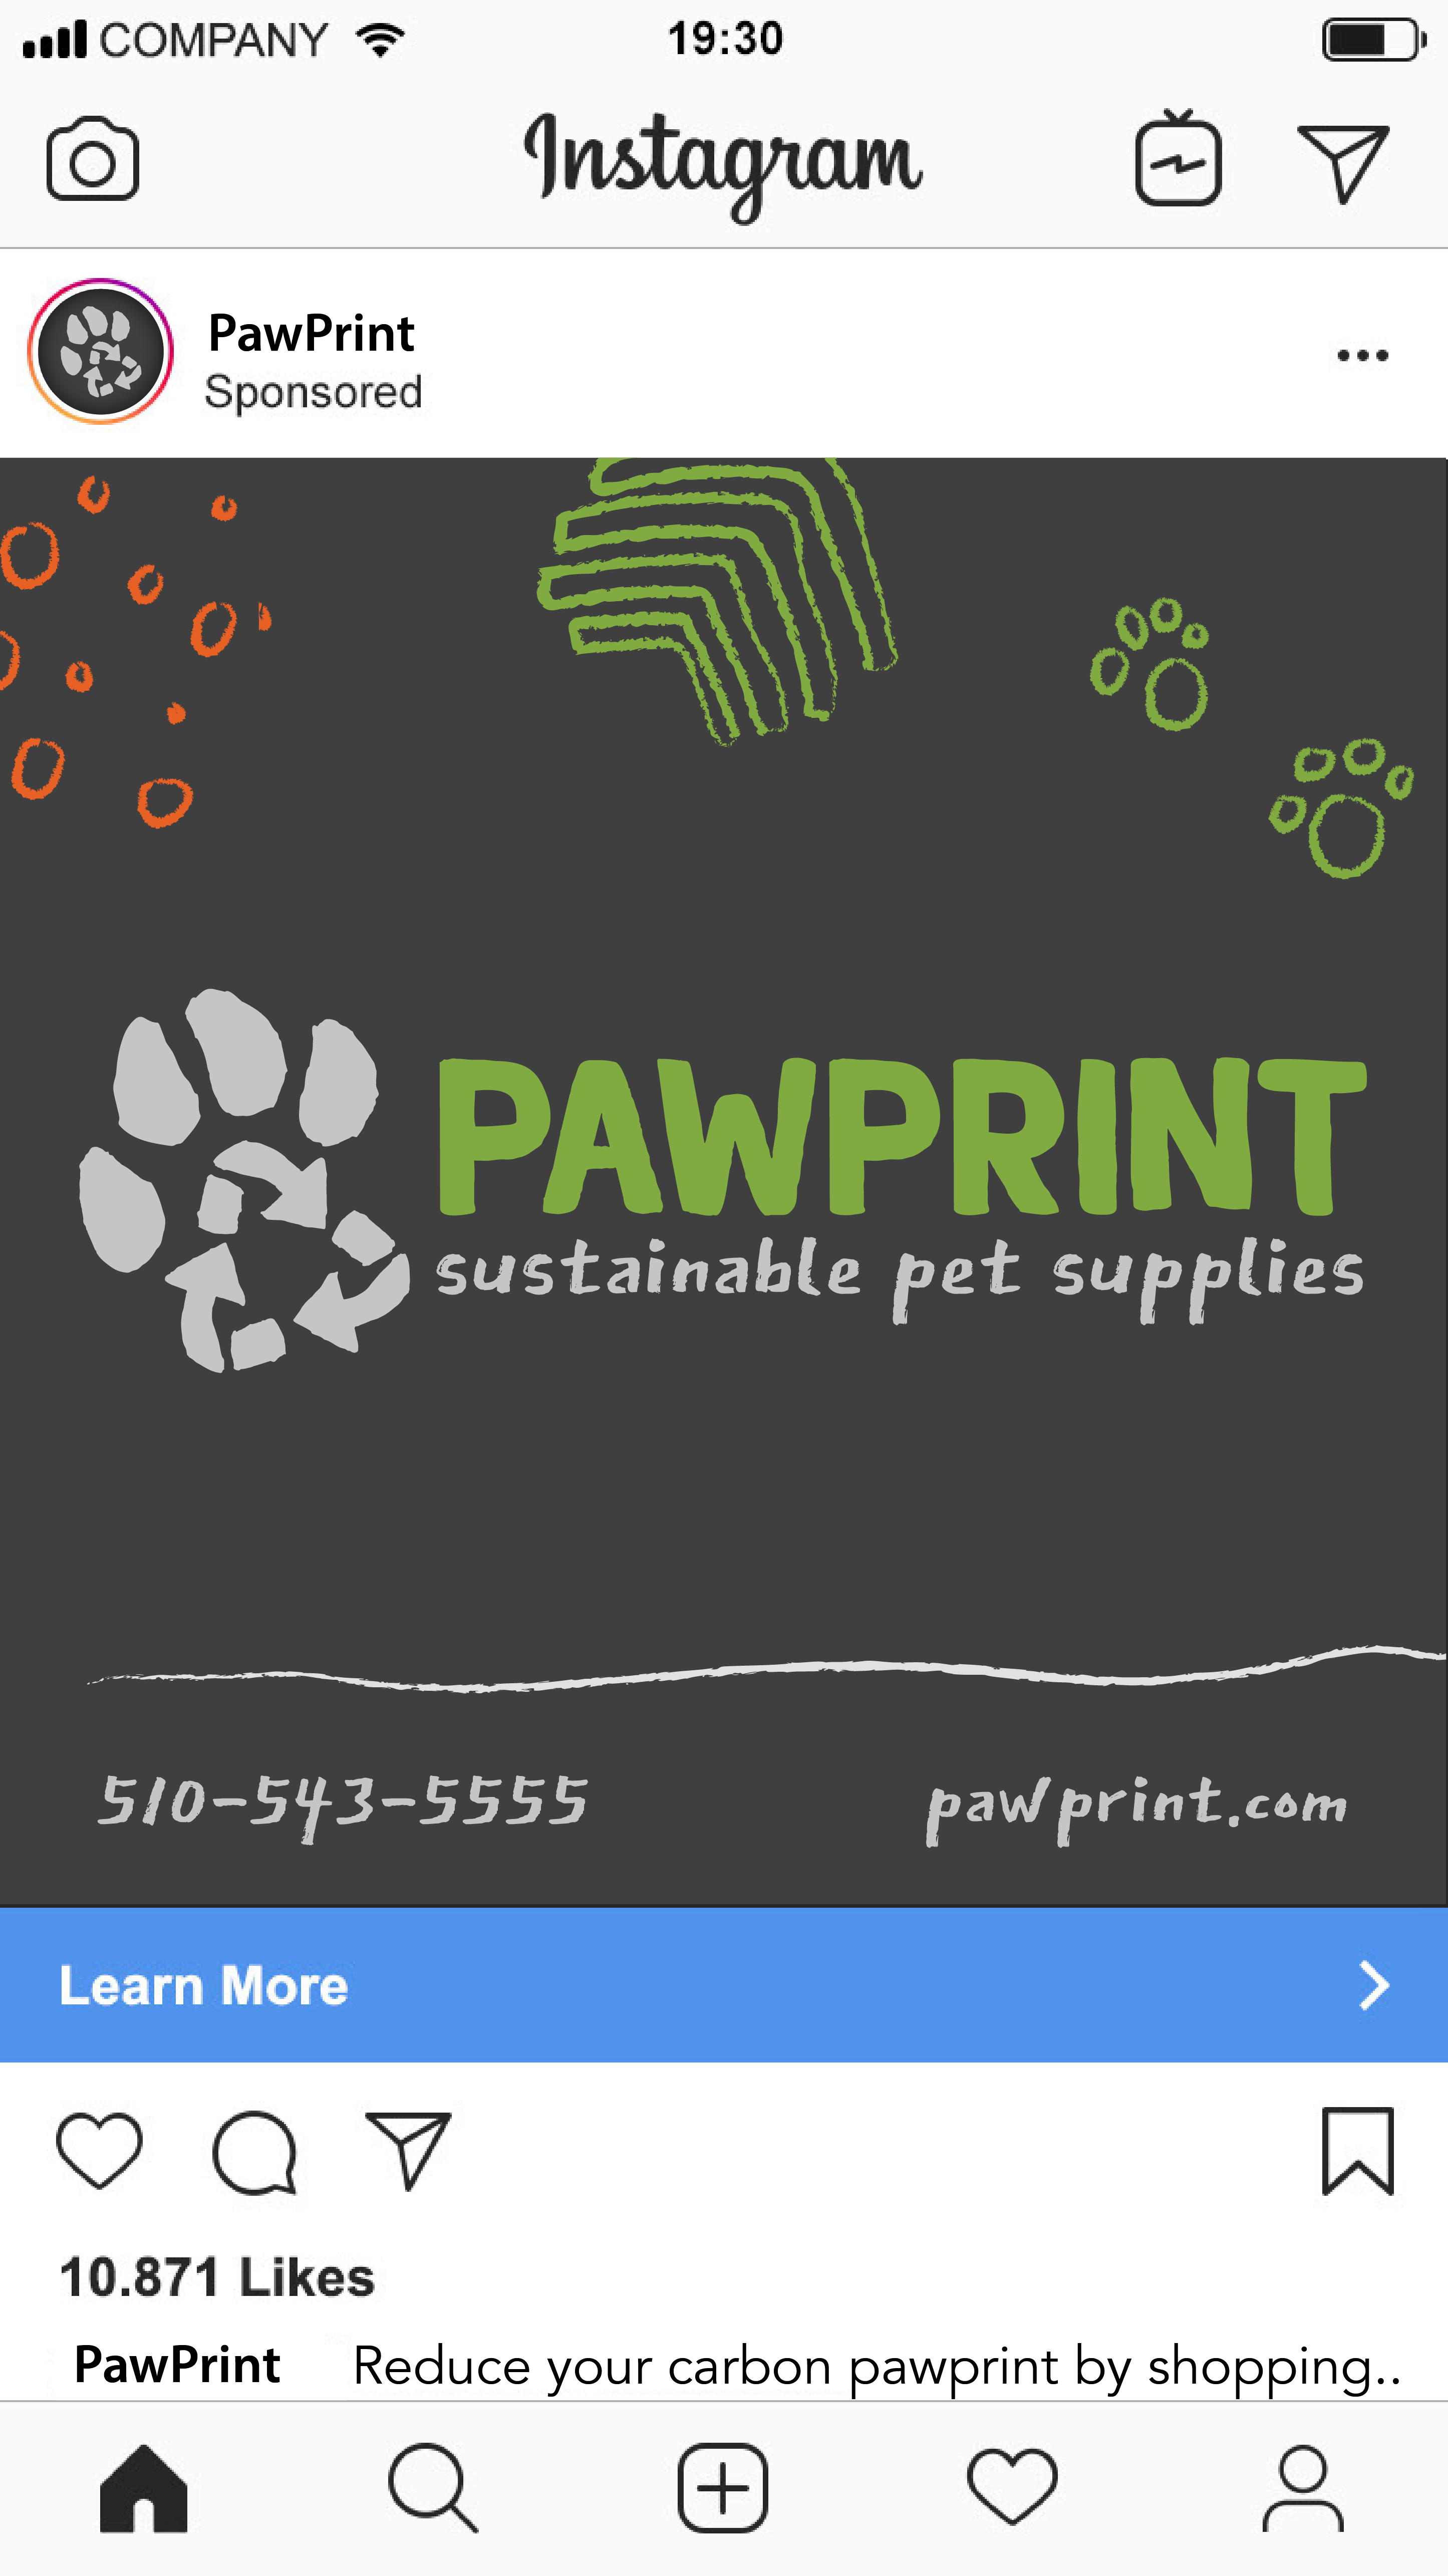 COMPANY 19:30
Instagram
PawPrint
Sponsored
PAWPRINT
sustainable pet supplies
510-543-5555 pawprint.com
Learn More
10.871 Likes
PawPrint Reduce your carbon pawprint by shopping..